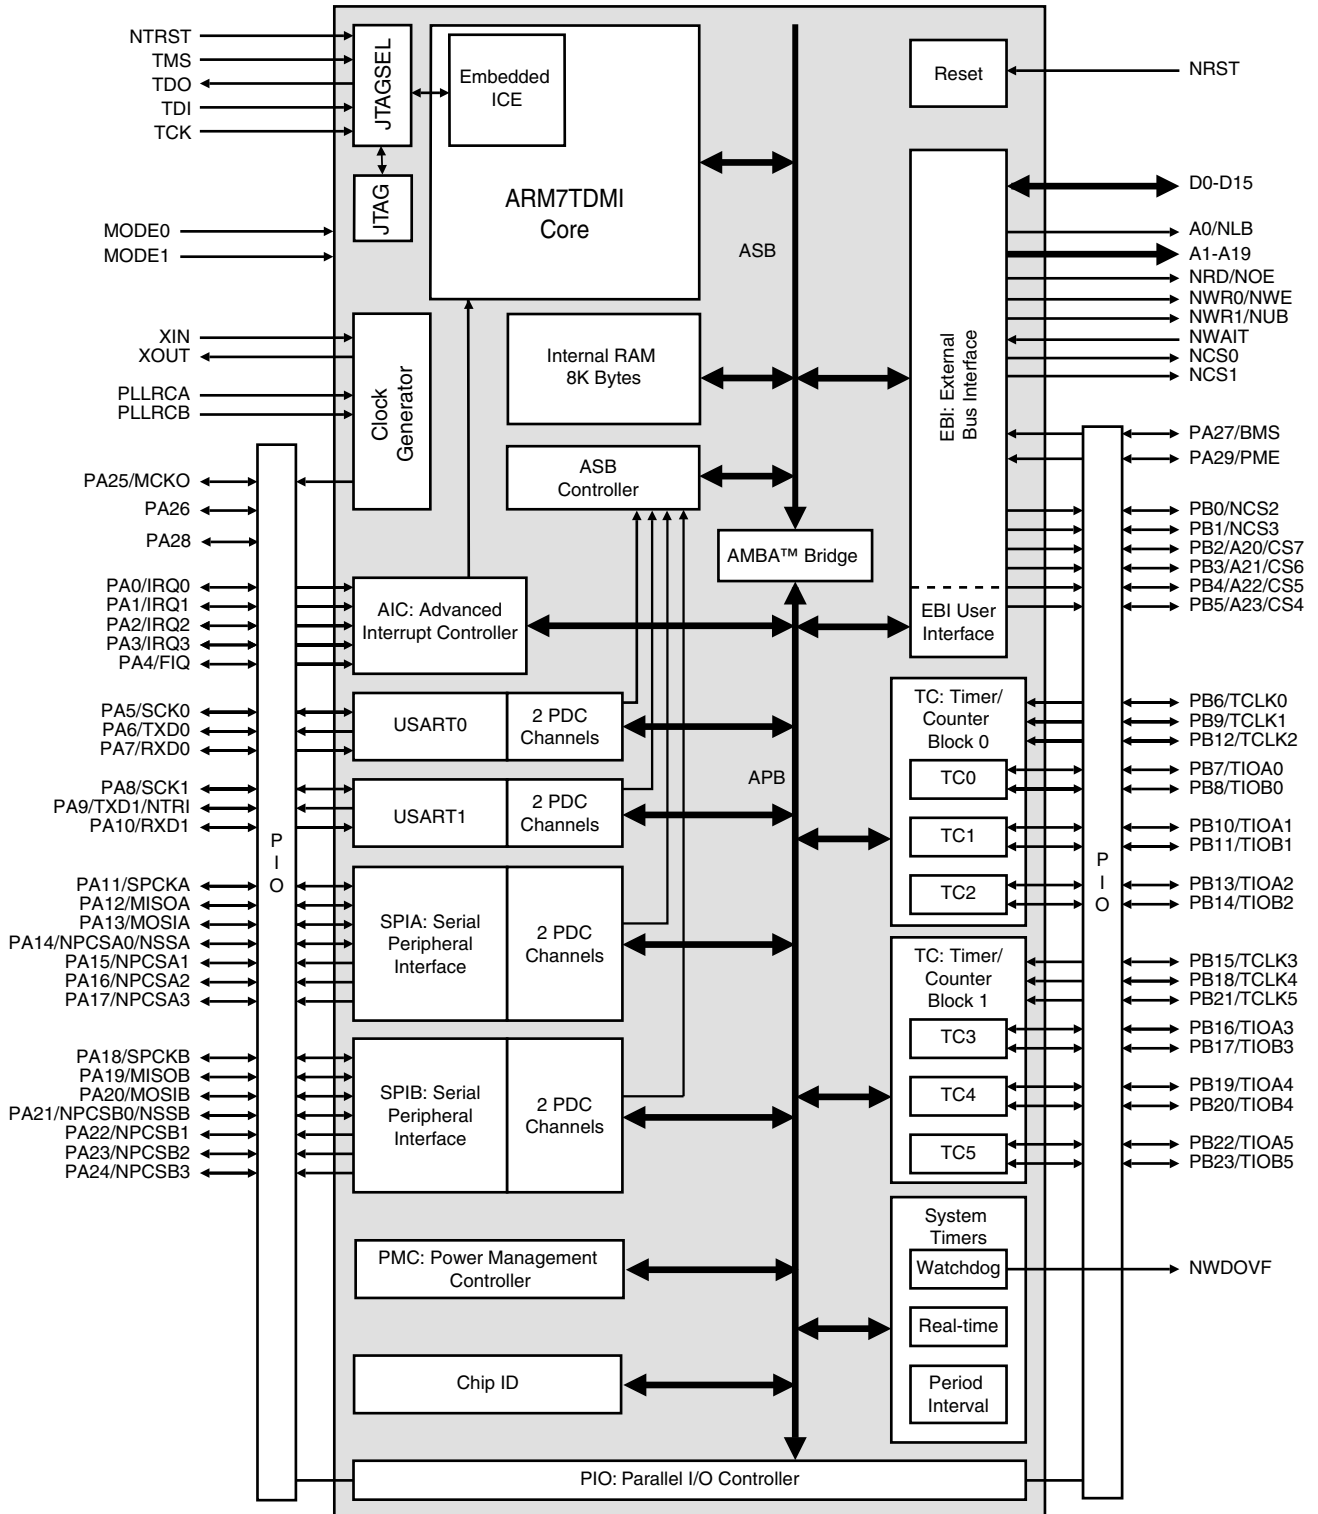 NTRST
TMS
TDO
TDI
TCK
MODE0
MODE1
XIN
XOUT
PLLRCA
PLLRCB
PA25/MCKO
PA26
PA28
PA0/IRQ0
PA1/IRQ1
PA2/IRQ2
PA3/IRQ3
PA4/FIQ
PA5/SCK0
PA6/TXD0
PA7/RXD0
PA8/SCK1
PA9/TXD1/NTRI
PA10/RXD1
PA11/SPCKA
PA12/MISOA
PA13/MOSIA
PA14/NPCSA0/NSSA
PA15/NPCSA1
PA16/NPCSA2
PA17/NPCSA3
PA18/SPCKB
PA19/MISOB
PA20/MOSIB
PA21/NPCSB0/NSSB
PA22/NPCSB1
PA23/NPCSB2
PA24/NPCSB3
P
I
O
JTAGSEL
JTAG
Embedded
ICE
ARM7TDMI
Core
Clock
Generator
Internal RAM
8K Bytes
ASB
Controller
ASB
AMBA™ Bridge
AIC: Advanced
Interrupt Controller
USART0
2 PDC
Channels
USART1
2 PDC
Channels
APB
SPIA: Serial
Peripheral
Interface
2 PDC
Channels
SPIB: Serial
Peripheral
Interface
2 PDC
Channels
PMC: Power Management
Controller
Chip ID
PIO: Parallel I/O Controller
Reset
EBI: External
Bus Interface
EBI User
Interface
TC: Timer/
Counter
Block 0
TC0
TC1
TC2
TC: Timer/
Counter
Block 1
TC3
TC4
TC5
System
Timers
Watchdog
Real-time
Period
Interval
P
I
O
NRST
D0-D15
A0/NLB
A1-A19
NRD/NOE
NWR0/NWE
NWR1/NUB
NWAIT
NCS0
NCS1
PA27/BMS
PA29/PME
PB0/NCS2
PB1/NCS3
PB2/A20/CS7
PB3/A21/CS6
PB4/A22/CS5
PB5/A23/CS4
PB6/TCLK0
PB9/TCLK1
PB12/TCLK2
PB7/TIOA0
PB8/TIOB0
PB10/TIOA1
PB11/TIOB1
PB13/TIOA2
PB14/TIOB2
PB15/TCLK3
PB18/TCLK4
PB21/TCLK5
PB16/TIOA3
PB17/TIOB3
PB19/TIOA4
PB20/TIOB4
PB22/TIOA5
PB23/TIOB5
NWDOVF